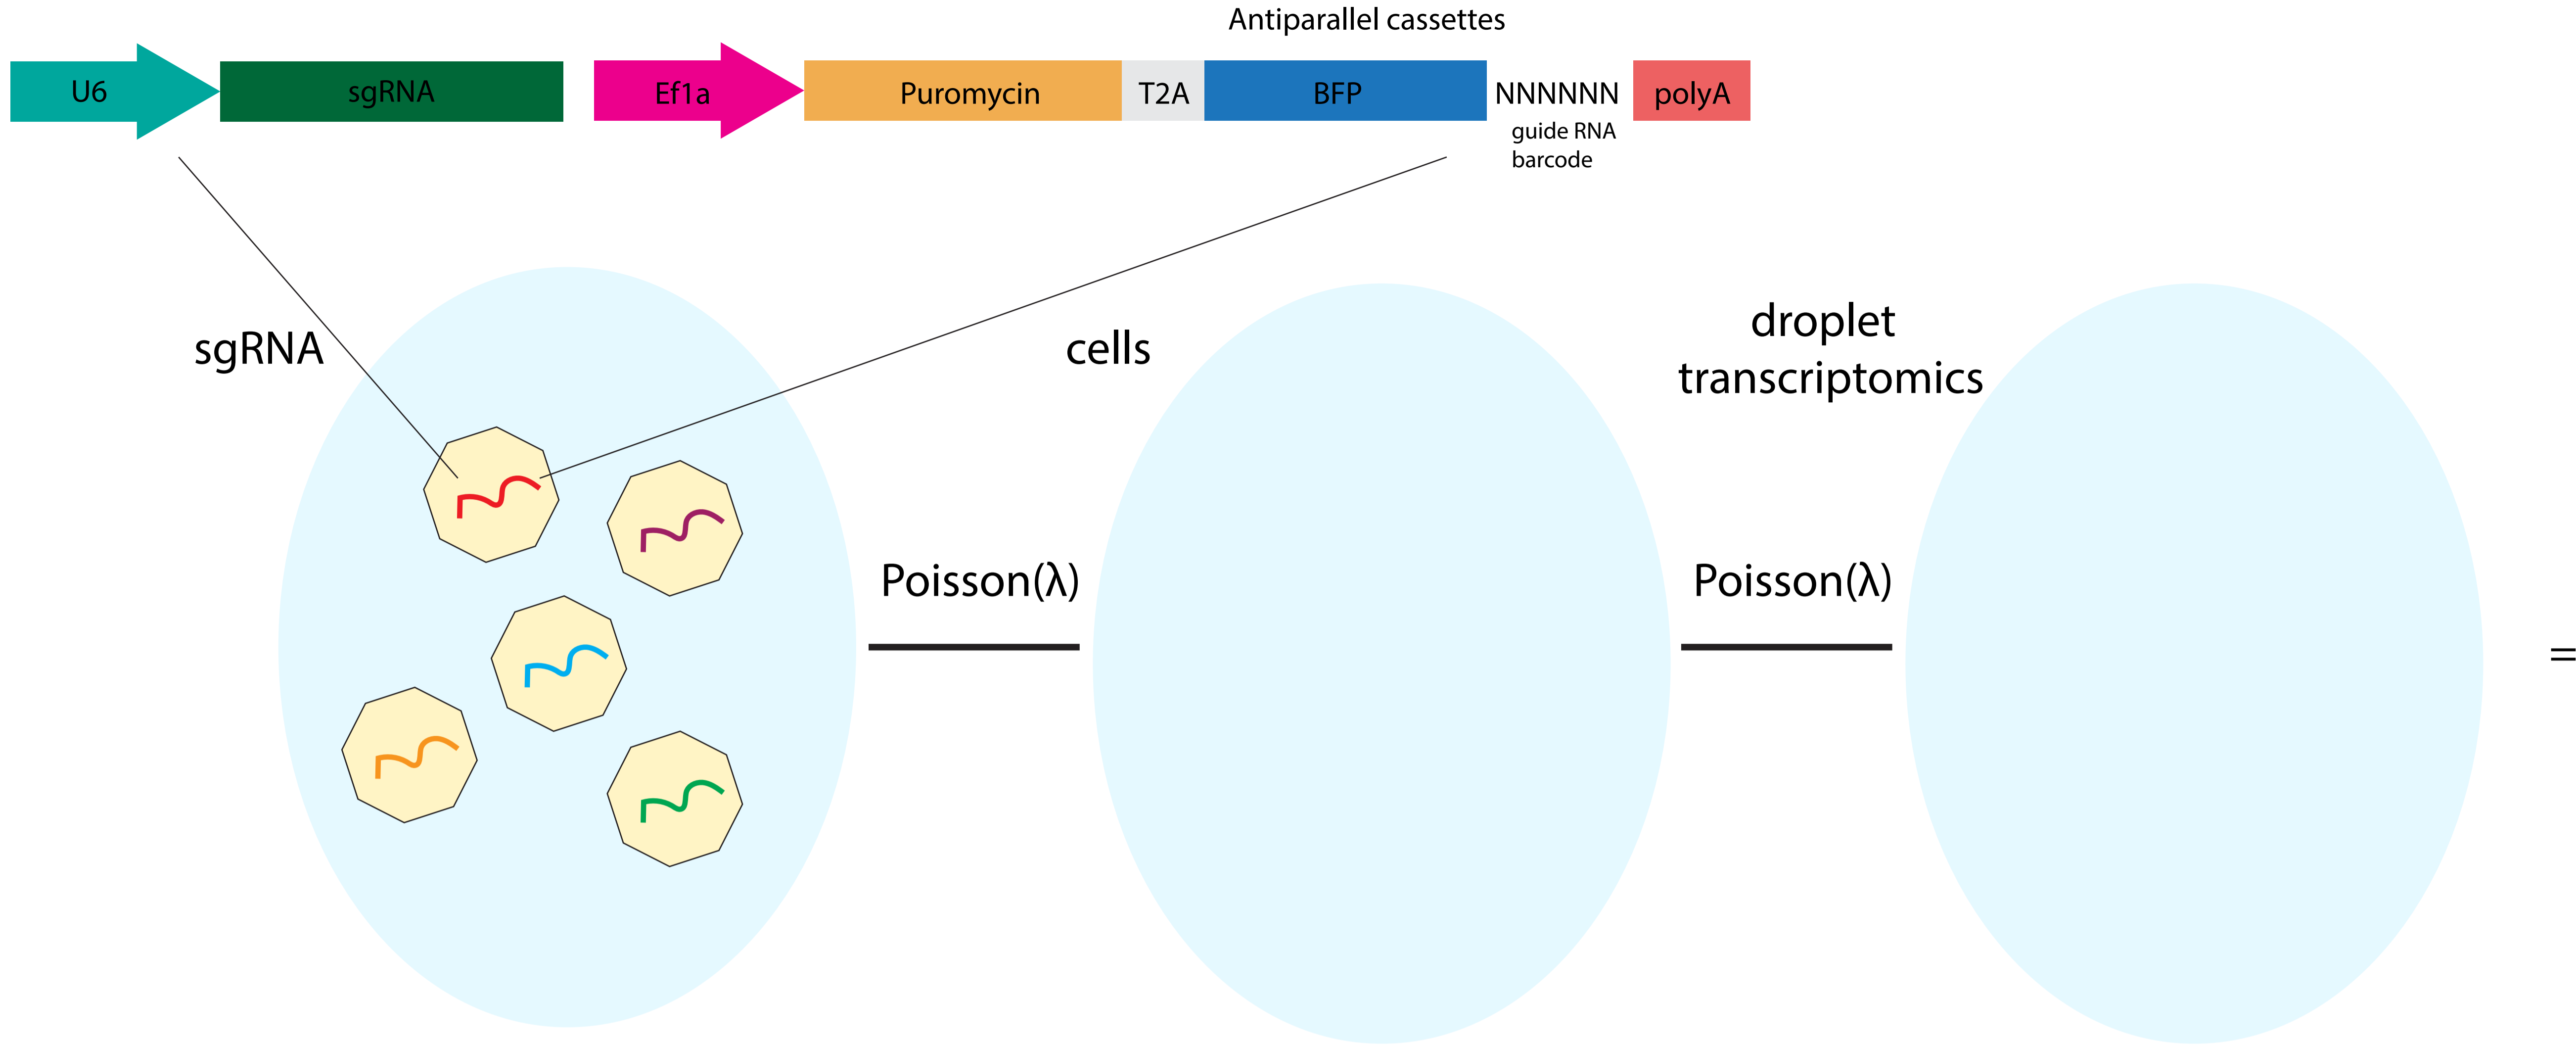 Antiparallel cassettes
U6
sgRNA
Ef1a
Puromycin
T2A
BFP
NNNNNN
polyA
guide RNA
barcode
sgRNA
cells
droplet
transcriptomics
Poisson(λ)
Poisson(λ)
=